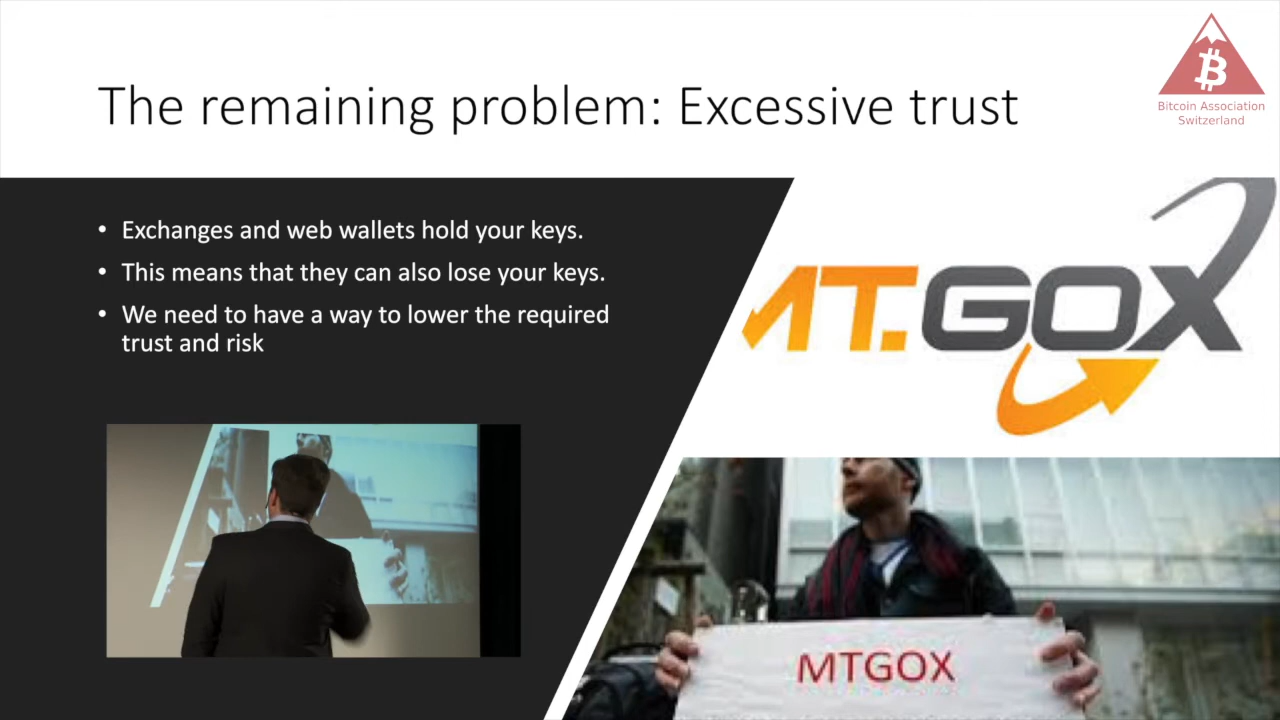 The remaining problem: Excessive trust
Bitcoin Association
Switzerland
• Exchanges and web wallets hold your keys.
• This means that they can also lose your keys.
• We need to have a way to lower the required
trust and risk
MT.GOX
MTGOX